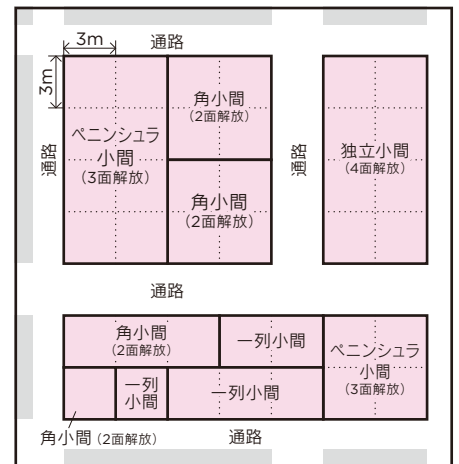 3m
通路
3m
通路
ペニンシュラ
小間
(3面解放)
角小間
(2面解放)
角小間
(2面解放)
通路
独立小間
(4面解放)
通路
角小間
(2面解放)
一列小間
ペニンシュラ
小間
(3面解放)
一列
小間
一列小間
角小間 (2面解放)
通路